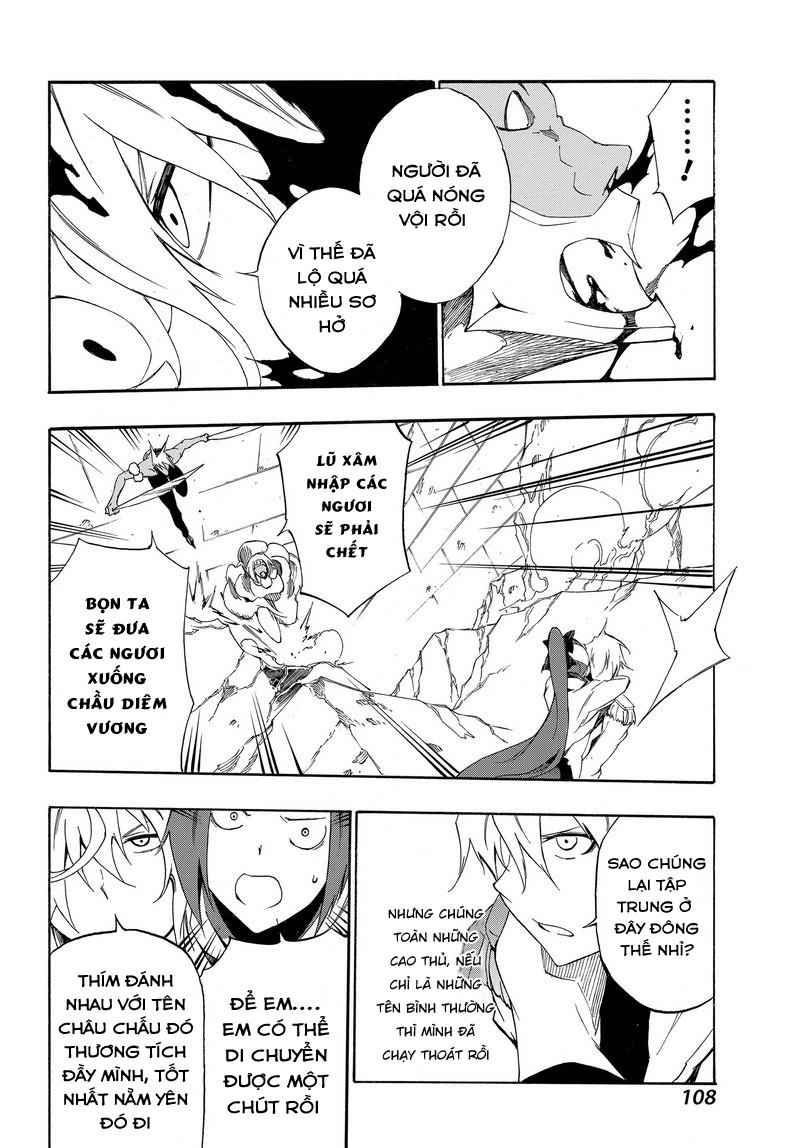 .......!
NGƯỜI ĐÃ
QUÁ NÓNG
VỘI RỒI
VÌ THẾ ĐÃ
LỘ QUÁ
NHIỀU SƠ
HỞ
LŨ XÂM
NHẬP CÁC
NGƯƠI
SẼ PHẢI
CHẾT
BỌN TA
SẼ ĐƯA
CÁC NGƯƠI
XUỐNG
CHẦU DIÊM
VƯƠNG
SAO CHÚNG
LẠI TẬP
TRUNG Ở
ĐÂY ĐÔNG
THẾ NHỈ?
NHƯNG CHÚNG
TOÀN NHỮNG
CAO THỦ, NẾU
CHỈ LÀ NHỮNG
TÊN BÌNH THƯỜNG
THÌ MÌNH ĐÃ
CHẠY THOÁT RỒI
ĐỂ EM....
EM CÓ THỂ
DI CHUYỂN
ĐƯỢC MỘT
CHÚT RỒI
THÍM ĐÁNH
NHAU VỚI TÊN
CHÂU CHẤU ĐÓ
THƯƠNG TÍCH
ĐẦY MÌNH, TỐT
NHẤT NẰM YÊN
ĐÓ ĐI
108